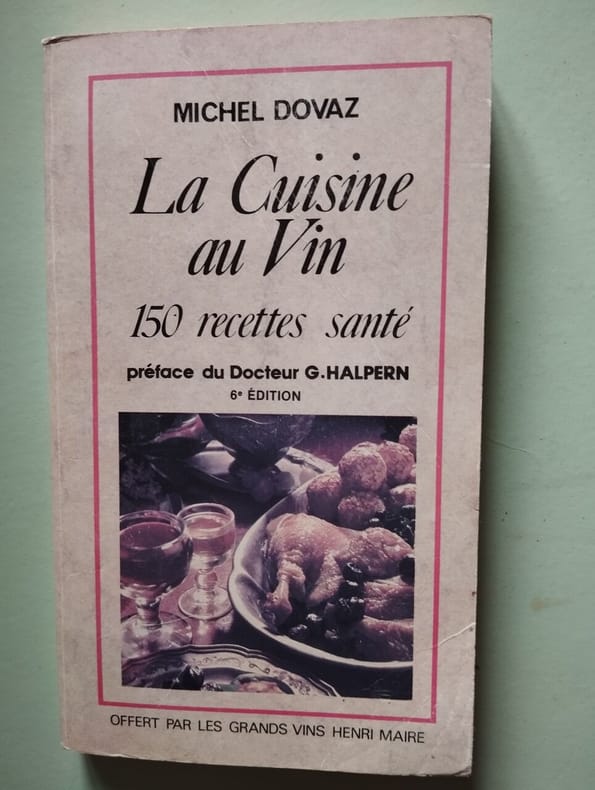 MICHEL DOVAZ
La Cuisine
au Vin
150 recettes santé
préface du Docteur G.HALPERN
6e ÉDITION
OFFERT PAR LES GRANDS VINS HENRI MAIRE